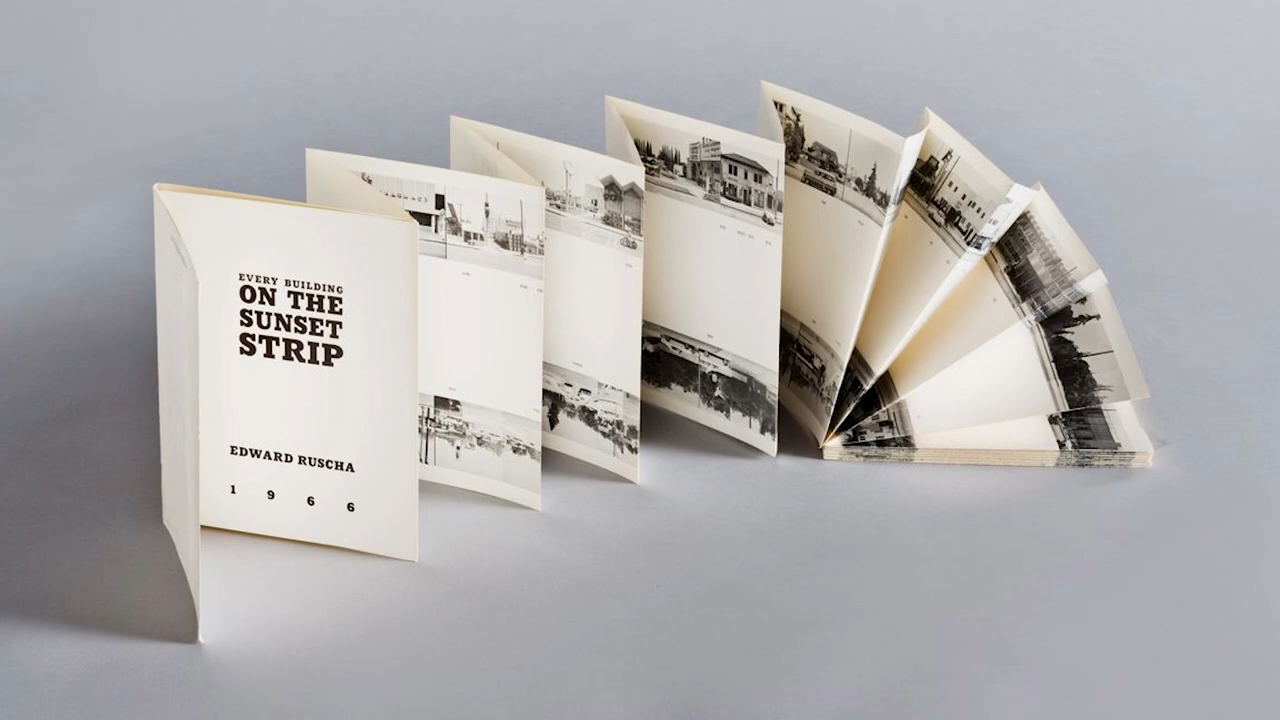 EVERY BUILDING
ON THE
SUNSET
STRIP
EDWARD RUSCHA
1 9 6 6